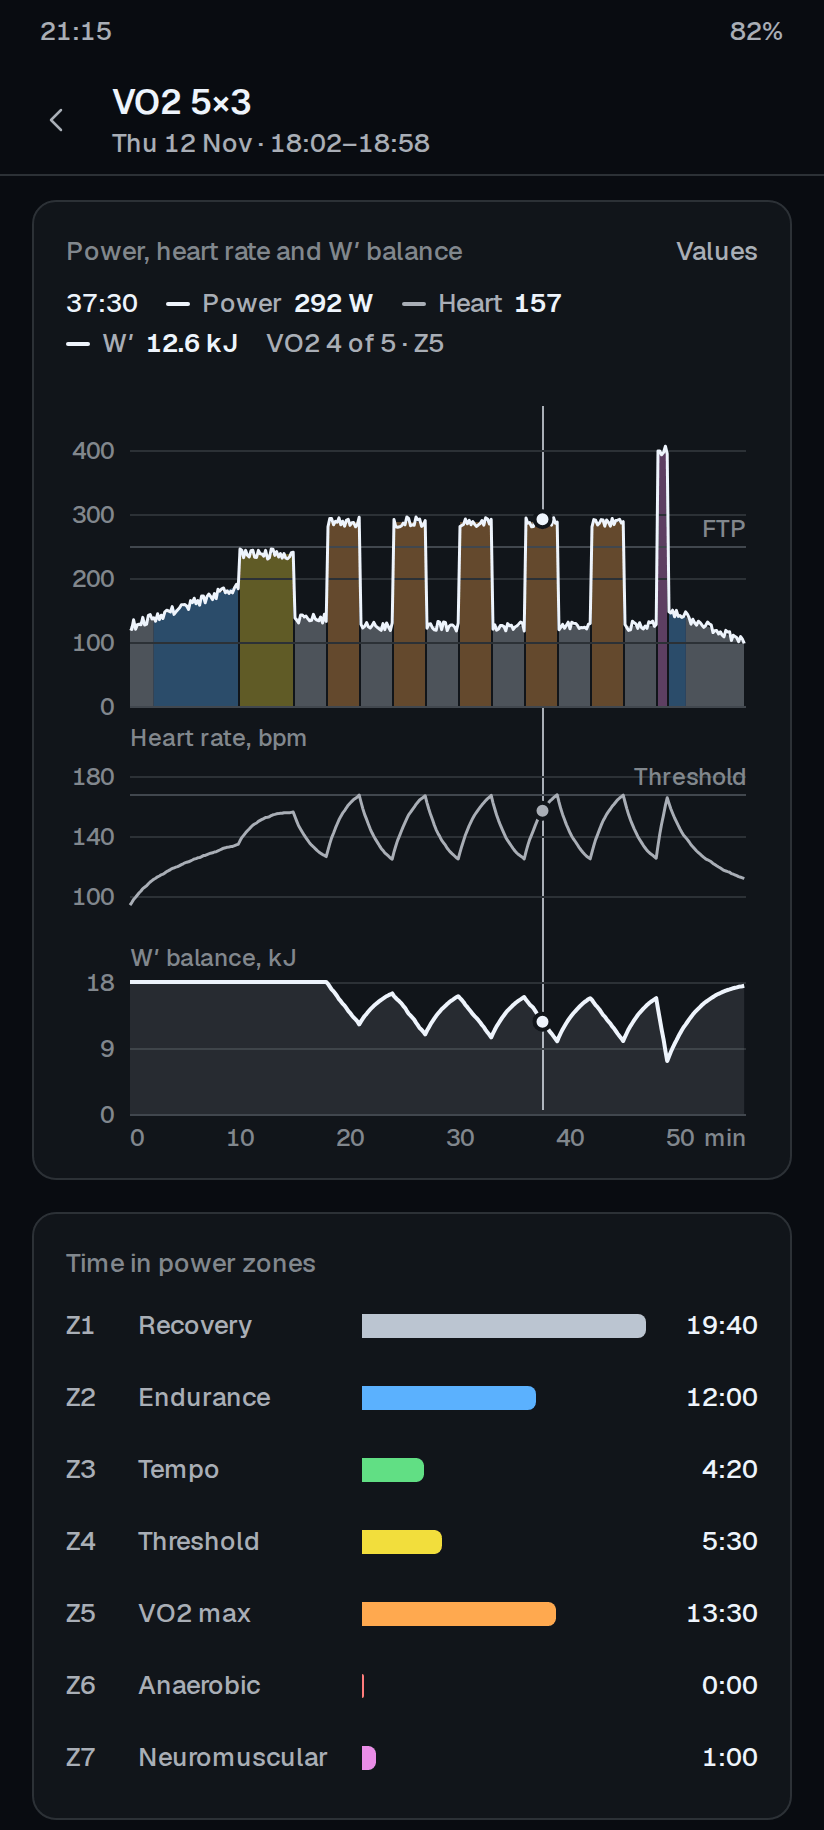 21:15 82%
VO2 5×3
Thu 12 Nov · 18:02–18:58
Power, heart rate and W′ balance Values
37:30 Power 292 W Heart 157
W′ 12.6 kJ VO2 4 of 5 · Z5
400
300
FTP
200
100
0
Heart rate, bpm
180
Threshold
140
100
W′ balance, kJ
18
9
0
0 10 20 30 40 50 min
Time in power zones
Z1 Recovery 19:40
Z2 Endurance 12:00
Z3 Tempo 4:20
Z4 Threshold 5:30
Z5 VO2 max 13:30
Z6 Anaerobic 0:00
Z7 Neuromuscular 1:00